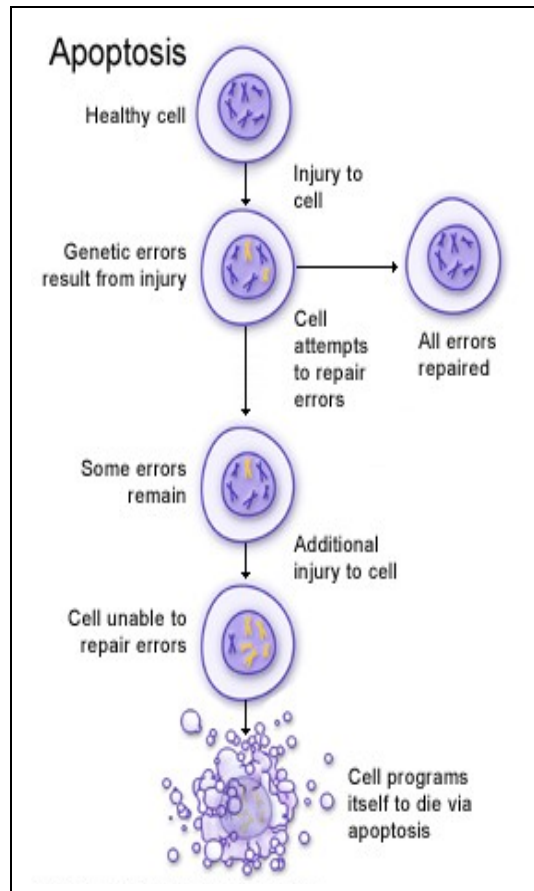 Apoptosis
Healthy cell
Injury to
cell
Genetic errors
result from injury
Cell
attempts
to repair
errors
All errors
repaired
Some errors
remain
Additional
injury to cell
Cell unable to
repair errors
Cell programs
itself to die via
apoptosis